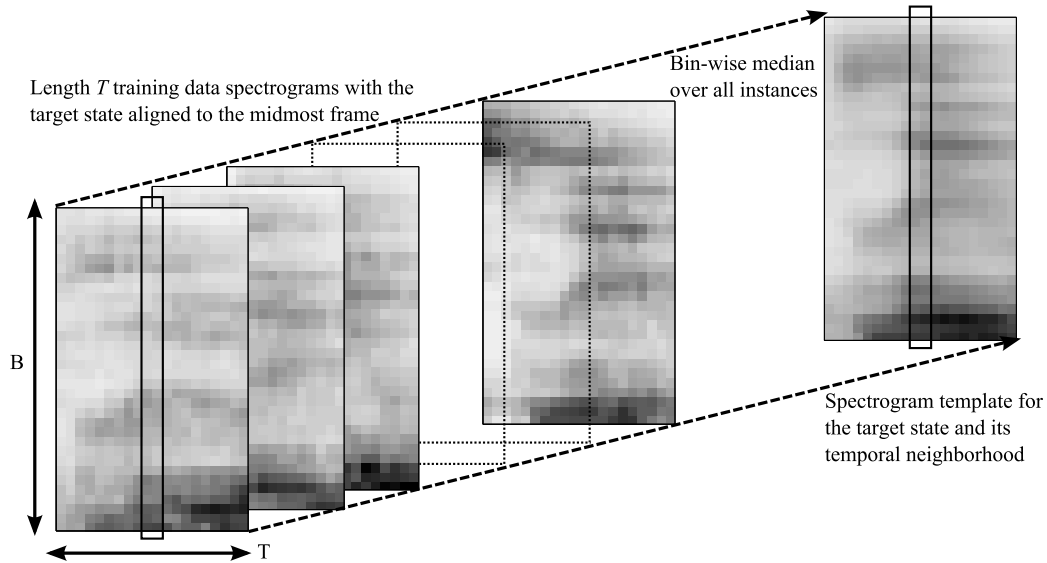 Length T training data spectrograms with the
target state aligned to the midmost frame
Bin-wise median
over all instances
B
T
Spectrogram template for
the target state and its
temporal neighborhood